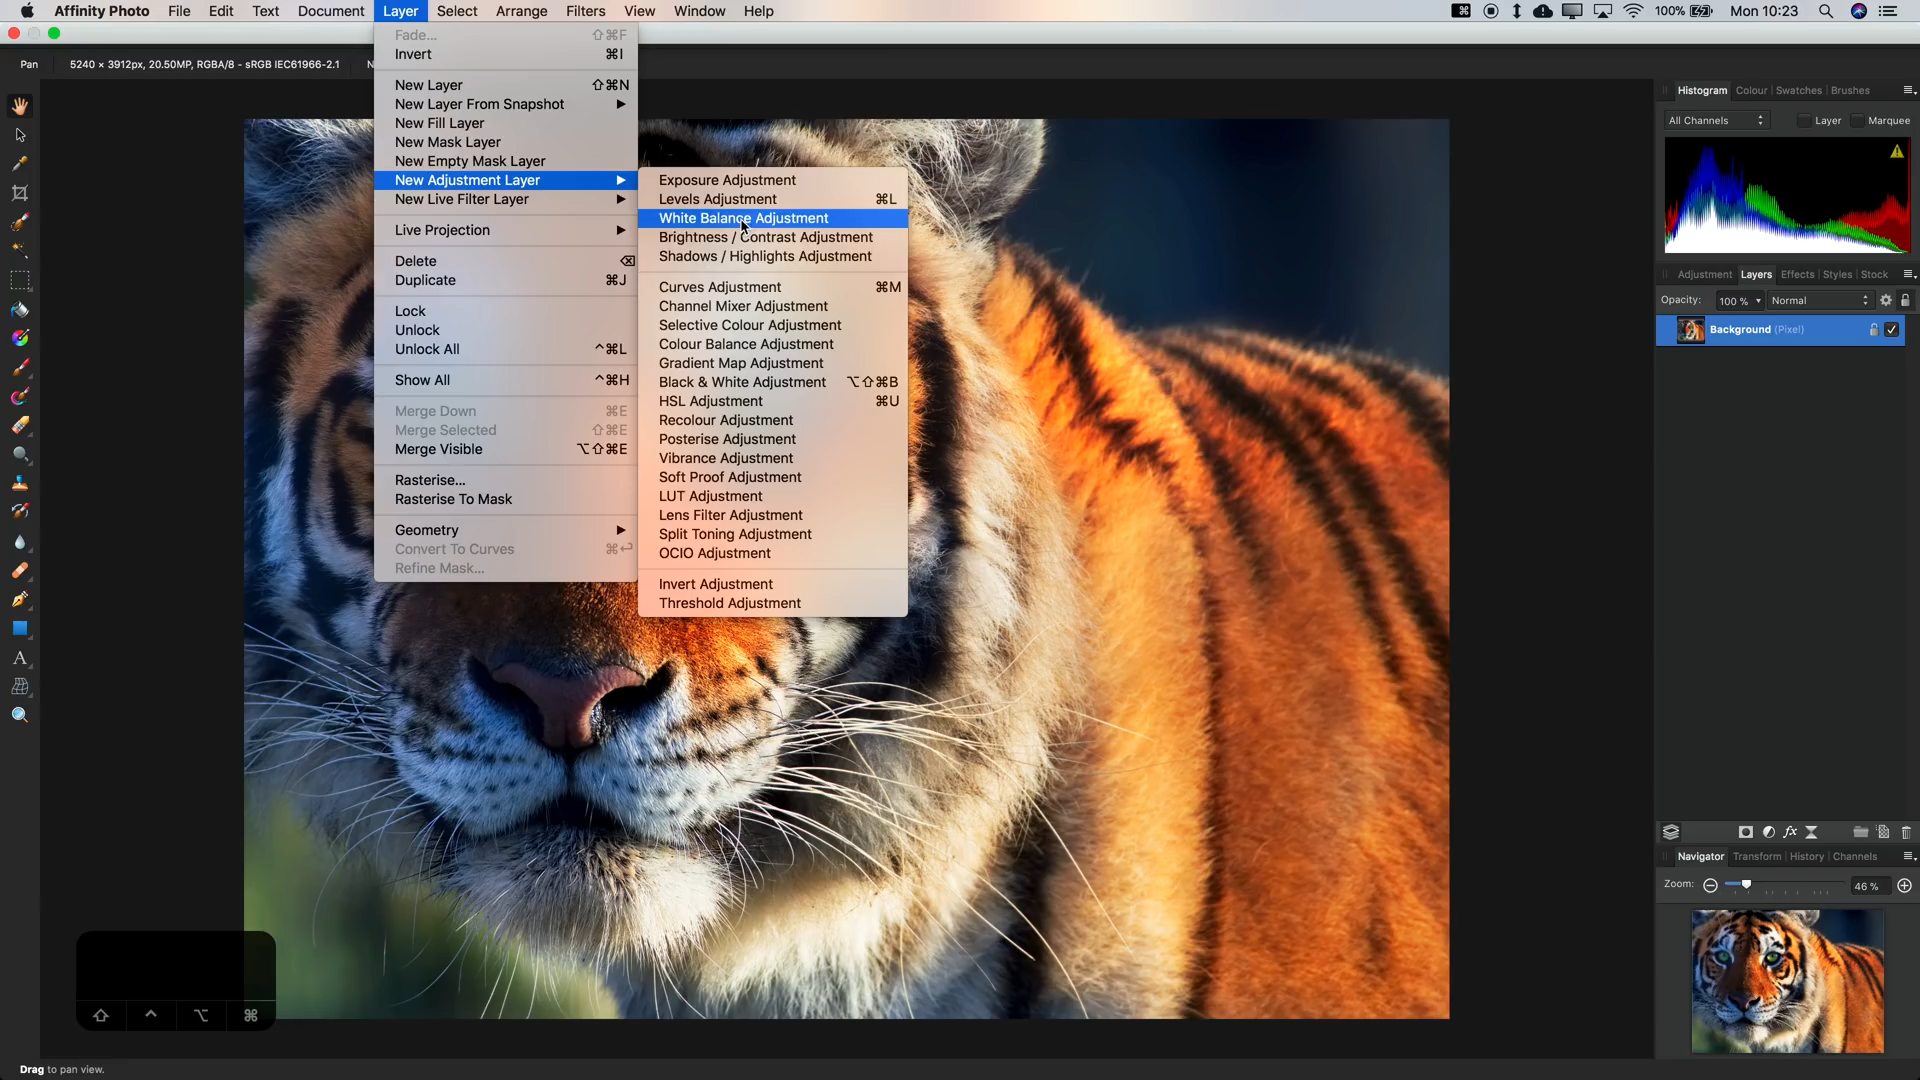 Affinity Photo File Edit Text Document Layer Select Arrange Filters View Window Help 100% Mon 10:23
Pan 5240 × 3912px, 20.50MP, RGBA/8 - sRGB IEC61966-2.1 N
Fade... ⇧⌘F
Invert ⌘I
New Layer ⇧⌘N
New Layer From Snapshot
New Fill Layer
New Mask Layer
New Empty Mask Layer
New Adjustment Layer
New Live Filter Layer
Live Projection
Delete ⌫
Duplicate ⌘J
Lock
Unlock
Unlock All ^⌘L
Show All ^⌘H
Merge Down ⌘E
Merge Selected ⇧⌘E
Merge Visible ⌥⇧⌘E
Rasterise...
Rasterise To Mask
Geometry
Convert To Curves ⌘↩
Refine Mask...
Exposure Adjustment
Levels Adjustment ⌘L
White Balance Adjustment
Brightness / Contrast Adjustment
Shadows / Highlights Adjustment
Curves Adjustment ⌘M
Channel Mixer Adjustment
Selective Colour Adjustment
Colour Balance Adjustment
Gradient Map Adjustment
Black & White Adjustment ⌥⇧⌘B
HSL Adjustment ⌘U
Recolour Adjustment
Posterise Adjustment
Vibrance Adjustment
Soft Proof Adjustment
LUT Adjustment
Lens Filter Adjustment
Split Toning Adjustment
OCIO Adjustment
Invert Adjustment
Threshold Adjustment
Histogram Colour Swatches Brushes
All Channels Layer Marquee
Adjustment Layers Effects Styles Stock
Opacity: 100 % Normal
Background (Pixel)
fx
Navigator Transform History Channels
Zoom: 46 %
⇧ ^ ⌥ ⌘
Drag to pan view.